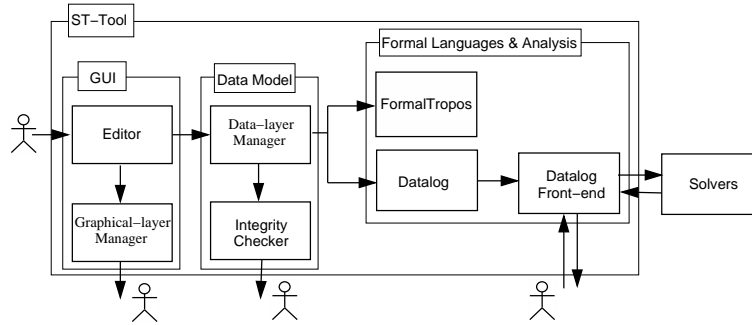 ST−Tool
Formal Languages & Analysis
GUI
Data Model
FormalTropos
Editor
Data−layer
Manager
Datalog
Datalog
Front−end
Solvers
Graphical−layer
Manager
Integrity
Checker